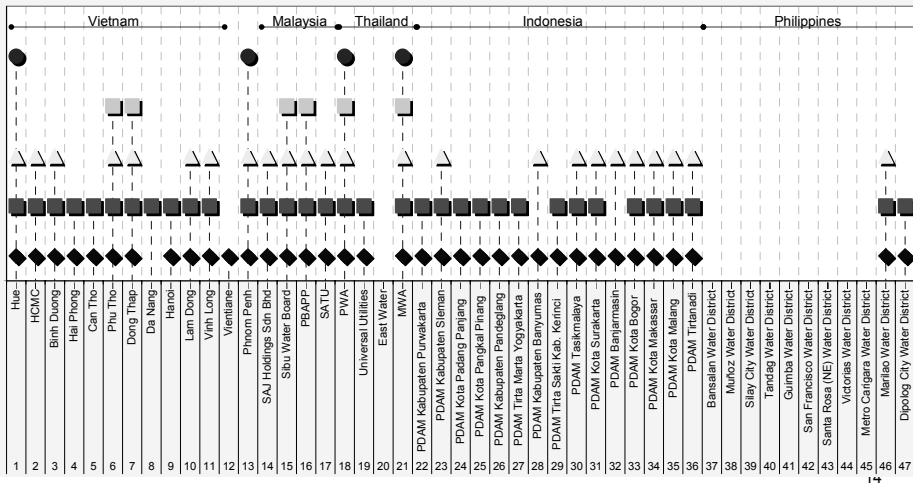 Vietnam Malaysia Thailand Indonesia Philippines
Hue
HCMC
Binh Duong
Hai Phong
Can Tho
Phu Tho
Dong Thap
Da Nang
Hanoi
Lam Dong
Vinh Long
Vientiane
Phnom Penh
SAJ Holdings Sdn Bhd
Sibu Water Board
PBAPP
SATU
PWA
Universal Utilities
East Water
MWA
PDAM Kabupaten Purwakarta
PDAM Kabupaten Sleman
PDAM Kota Padang Panjang
PDAM Kota Pangkal Pinang
PDAM Kabupaten Pandeglang
PDAM Tirta Marta Yogyakarta
PDAM Kabupaten Banyumas
PDAM Tirta Sakti Kab. Kerinci
PDAM Tasikmalaya
PDAM Kota Surakarta
PDAM Banjarmasin
PDAM Kota Bogor
PDAM Kota Makassar
PDAM Kota Malang
PDAM Tirtanadi
Bansalan Water District
Muñoz Water District
Silay City Water District
Tandag Water District
Guimba Water District
San Francisco Water District
Santa Rosa (NE) Water District
Victorias Water District
Metro Carigara Water District
Marilao Water District
Dipolog City Water District
1 2 3 4 5 6 7 8 9 10 11 12 13 14 15 16 17 18 19 20 21 22 23 24 25 26 27 28 29 30 31 32 33 34 35 36 37 38 39 40 41 42 43 44 45 46 47
14